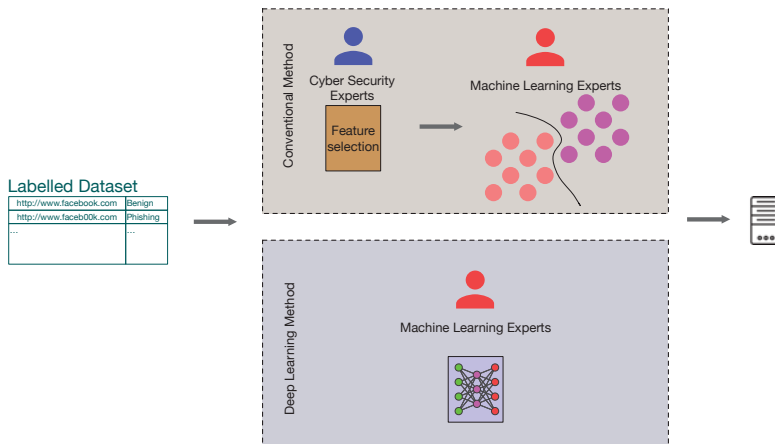 Labelled Dataset
http://www.facebook.com Benign
http://www.faceb00k.com Phishing
... ...
Conventional Method
Cyber Security
Experts
Feature
selection
Machine Learning Experts
Deep Learning Method
Machine Learning Experts